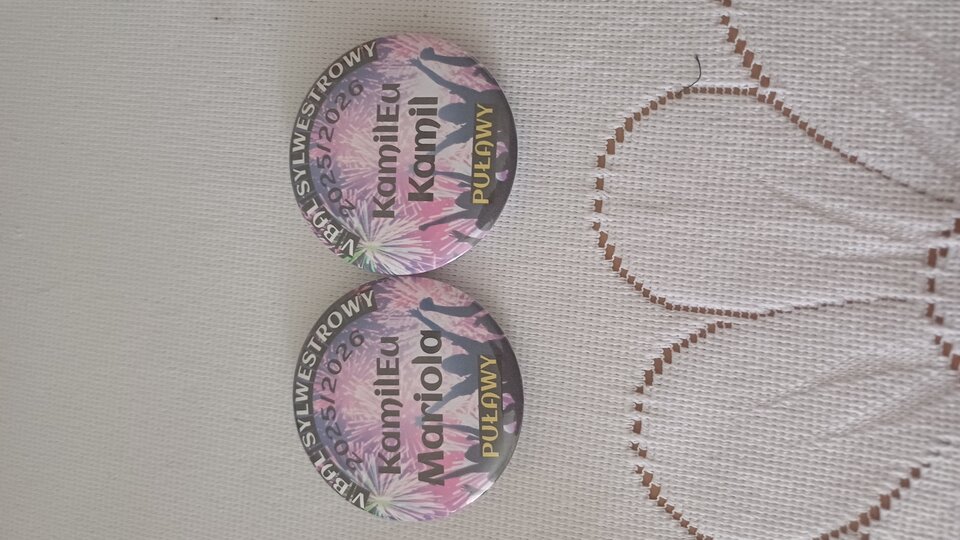 V BAL SYLWESTROWY
2025/2026
KamilEu
Mariola
PUŁAWY
V BAL SYLWESTROWY
2025/2026
KamilEu
Kamil
PUŁAWY